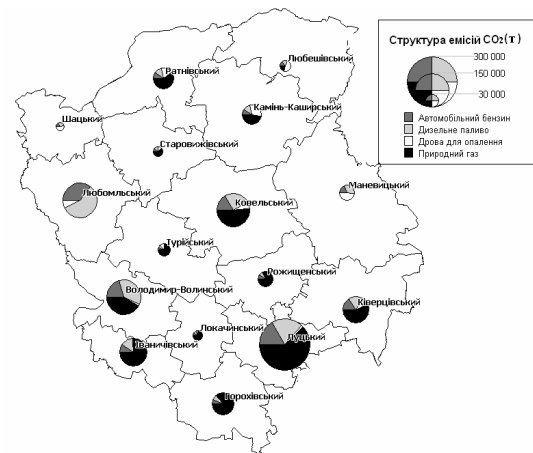 Структура емісій CO2(т)
300 000
150 000
30 000
Автомобільний бензин
Дизельне паливо
Дрова для опалення
Природний газ
Любешівський
Ратнівський
Камінь-Каширський
Шацький
Старовижівський
Любомльський
Маневицький
Ковельський
Турійський
Рожищенський
Володимир-Волинський
Ківерцівський
Локачинський
Луцький
Іваничівський
Горохівський